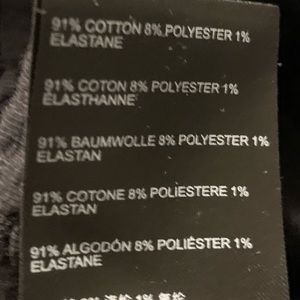 91% COTTON 8% POLYESTER 1%
ELASTANE
91% COTON 8% POLYESTER 1%
ELASTHANNE
91% BAUMWOLLE 8% POLYESTER 1%
ELASTAN
91% COTONE 8% POLIESTERE 1%
ELASTAN
91% ALGODÓN 8% POLIÉSTER 1%
ELASTANE
1%